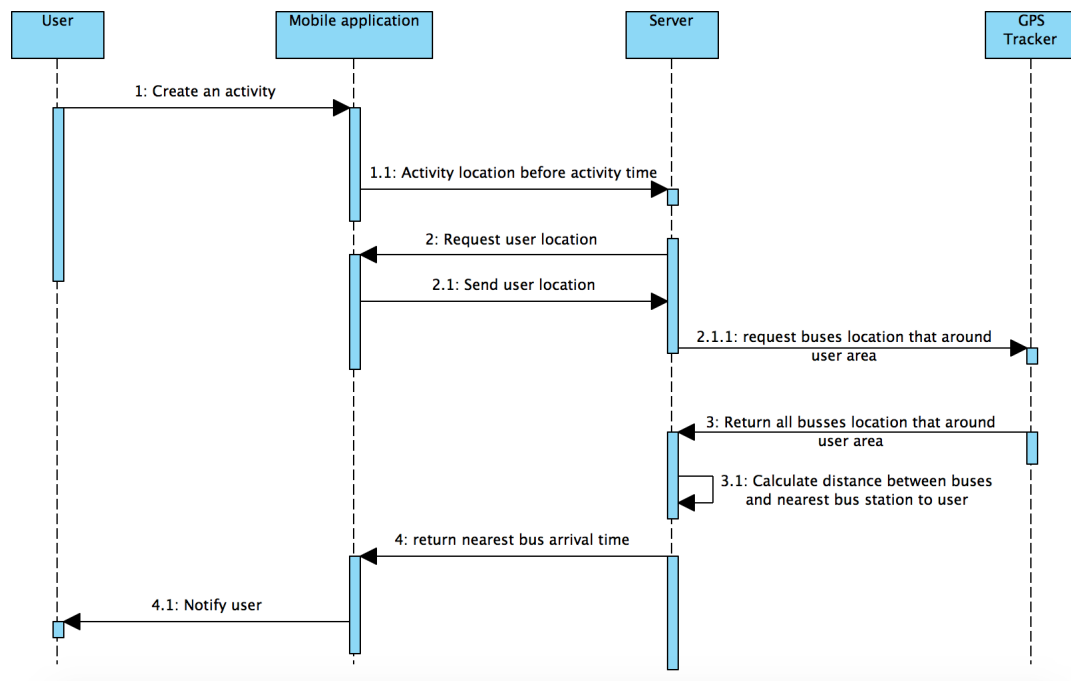 User
Mobile application
Server
GPS
Tracker
1: Create an activity
1.1: Activity location before activity time
2: Request user location
2.1: Send user location
2.1.1: request buses location that around
user area
3: Return all busses location that around
user area
3.1: Calculate distance between buses
and nearest bus station to user
4: return nearest bus arrival time
4.1: Notify user